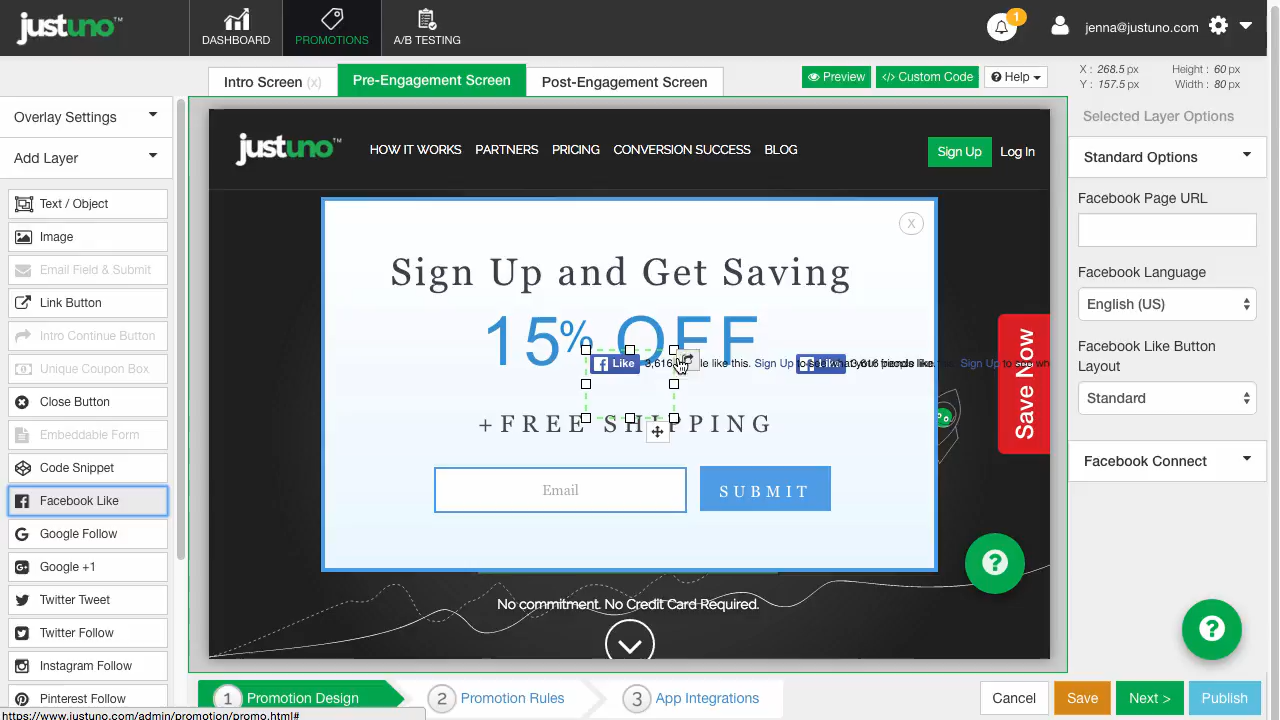 justuno™
DASHBOARD
PROMOTIONS
A/B TESTING
1
jenna@justuno.com
Intro Screen (x)
Pre-Engagement Screen
Post-Engagement Screen
Preview
</> Custom Code
Help
X : 268.5 px
Height : 60 px
Y : 157.5 px
Width : 80 px
Overlay Settings
Add Layer
Text / Object
Image
Email Field & Submit
Link Button
Intro Continue Button
Unique Coupon Box
Close Button
Embeddable Form
Code Snippet
Facebook Like
Google Follow
Google +1
Twitter Tweet
Twitter Follow
Instagram Follow
Pinterest Follow
justuno™
HOW IT WORKS
PARTNERS
PRICING
CONVERSION SUCCESS
BLOG
Sign Up
Log In
X
Sign Up and Get Saving
15% OFF
Like
like this. Sign Up
+FREE SHIPPING
Email
SUBMIT
Save Now
No commitment. No Credit Card Required.
Selected Layer Options
Standard Options
Facebook Page URL
Facebook Language
English (US)
Facebook Like Button
Layout
Standard
Facebook Connect
1 Promotion Design
2 Promotion Rules
3 App Integrations
Cancel
Save
Next >
Publish
https://www.justuno.com/admin/promotion/promo.html#